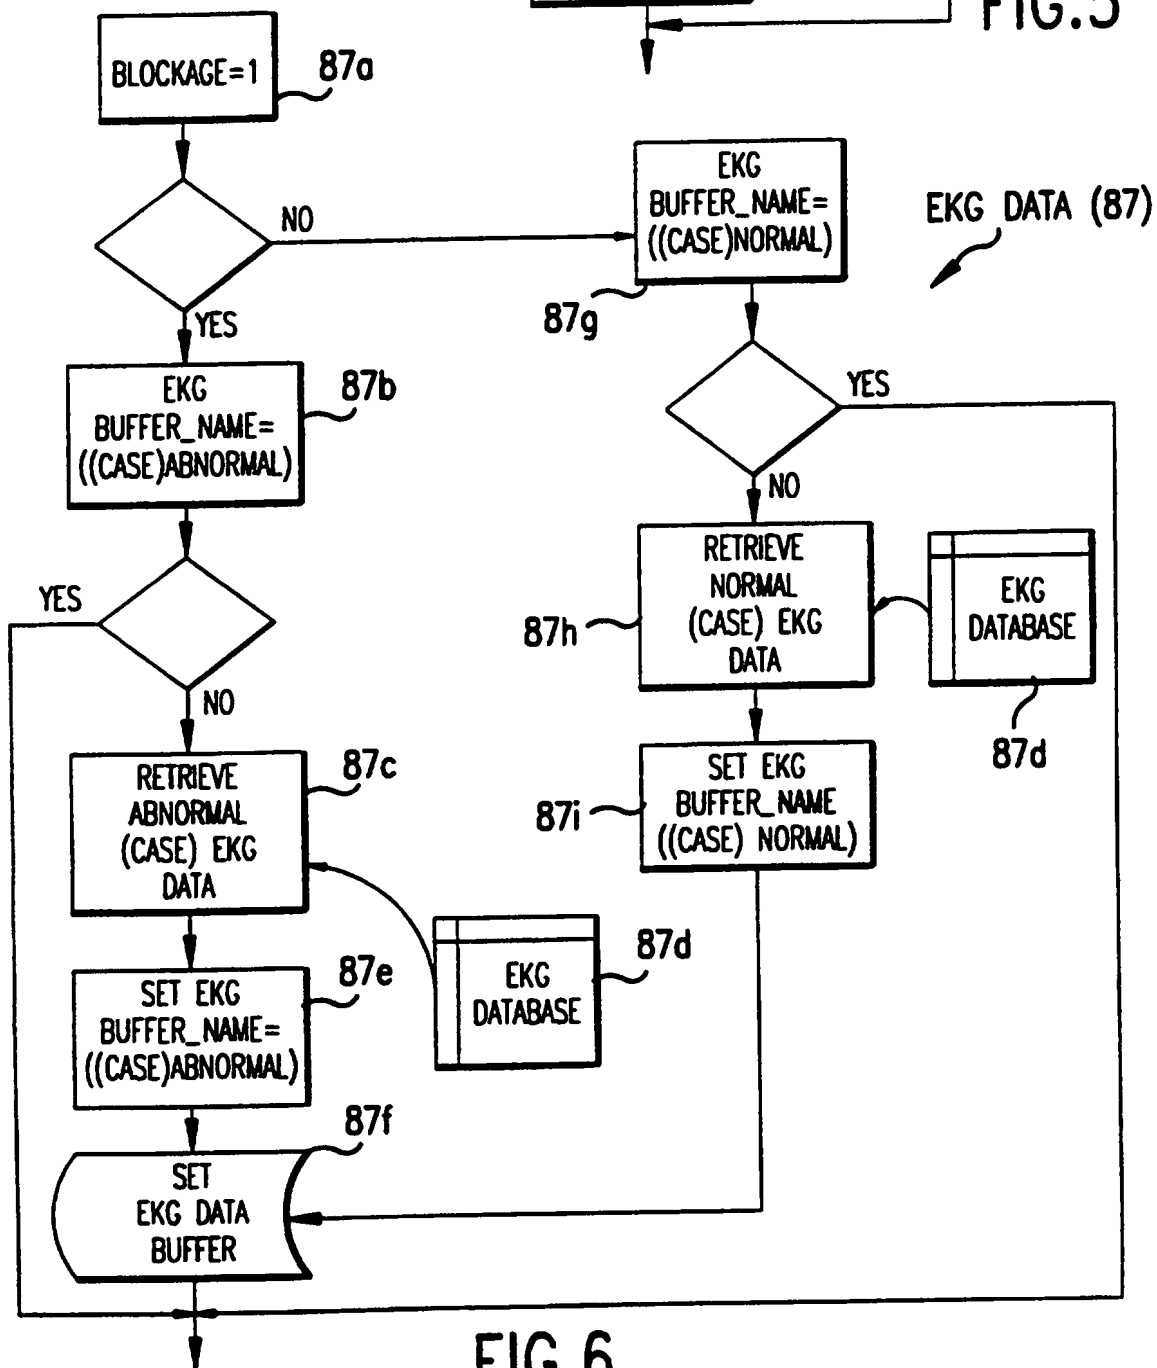 FIG.5
BLOCKAGE=1
87a
NO
YES
EKG
BUFFER_NAME=
((CASE)NORMAL)
87g
EKG DATA (87)
EKG
BUFFER_NAME=
((CASE)ABNORMAL)
87b
YES
NO
YES
NO
RETRIEVE
NORMAL
(CASE) EKG
DATA
87h
EKG
DATABASE
87d
RETRIEVE
ABNORMAL
(CASE) EKG
DATA
87c
SET EKG
BUFFER_NAME
((CASE) NORMAL)
87i
EKG
DATABASE
87d
SET EKG
BUFFER_NAME=
((CASE)ABNORMAL)
87e
SET
EKG DATA
BUFFER
87f
FIG.6